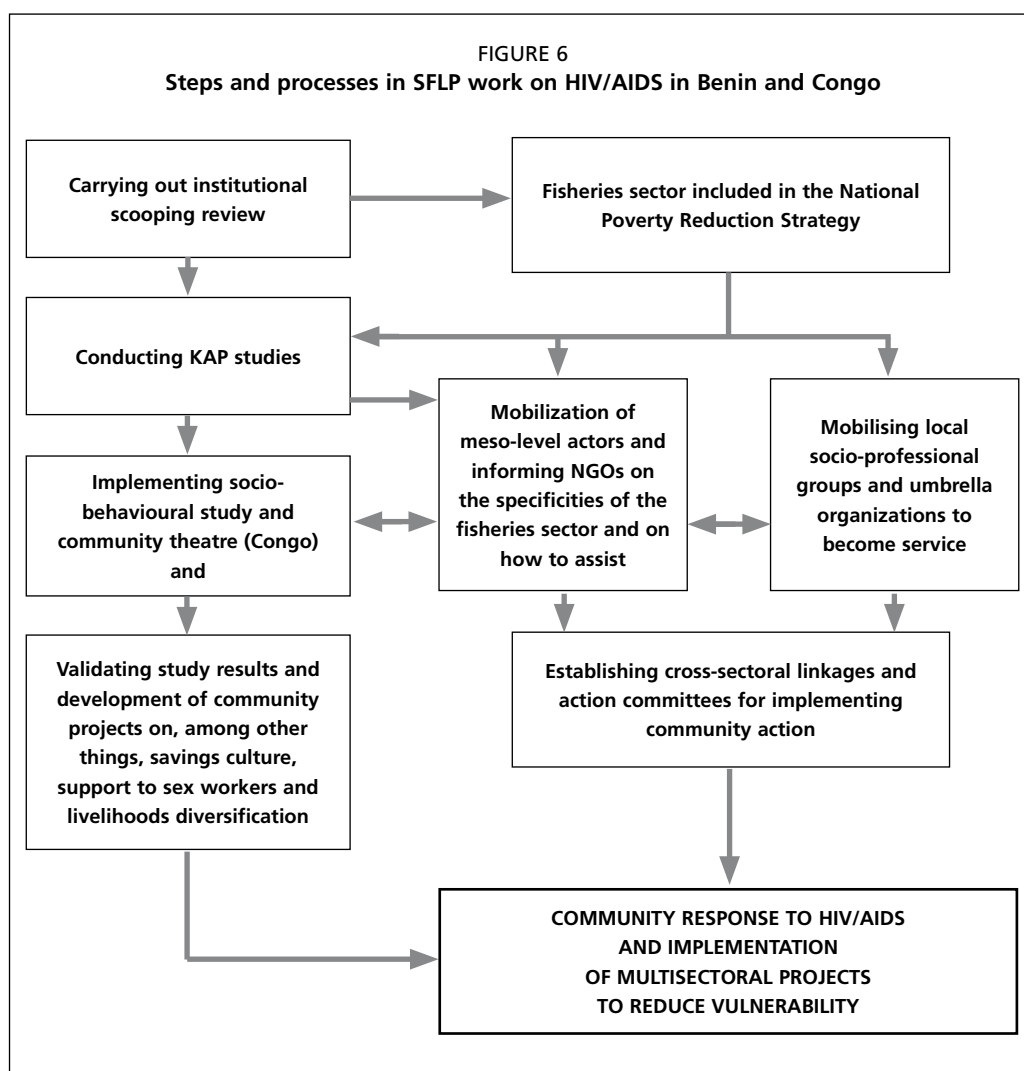 FIGURE 6
Steps and processes in SFLP work on HIV/AIDS in Benin and Congo
Carrying out institutional
scooping review
Fisheries sector included in the National
Poverty Reduction Strategy
Conducting KAP studies
Mobilization of
meso-level actors and
informing NGOs on
the specificities of the
fisheries sector and on
how to assist
Mobilising local
socio-professional
groups and umbrella
organizations to
become service
Implementing socio-
behavioural study and
community theatre (Congo)
and
Validating study results and
development of community
projects on, among other
things, savings culture,
support to sex workers and
livelihoods diversification
Establishing cross-sectoral linkages and
action committees for implementing
community action
COMMUNITY RESPONSE TO HIV/AIDS
AND IMPLEMENTATION
OF MULTISECTORAL PROJECTS
TO REDUCE VULNERABILITY